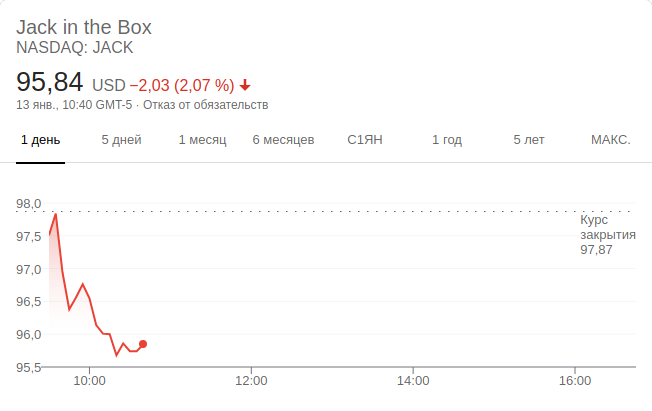 Jack in the Box
NASDAQ: JACK
95,84 USD −2,03 (2,07 %)
13 янв., 10:40 GMT-5 · Отказ от обязательств
1 день 5 дней 1 месяц 6 месяцев С1ЯН 1 год 5 лет МАКС.
98,0
Курс
закрытия
97,87
97,5
97,0
96,5
96,0
95,5
10:00 12:00 14:00 16:00